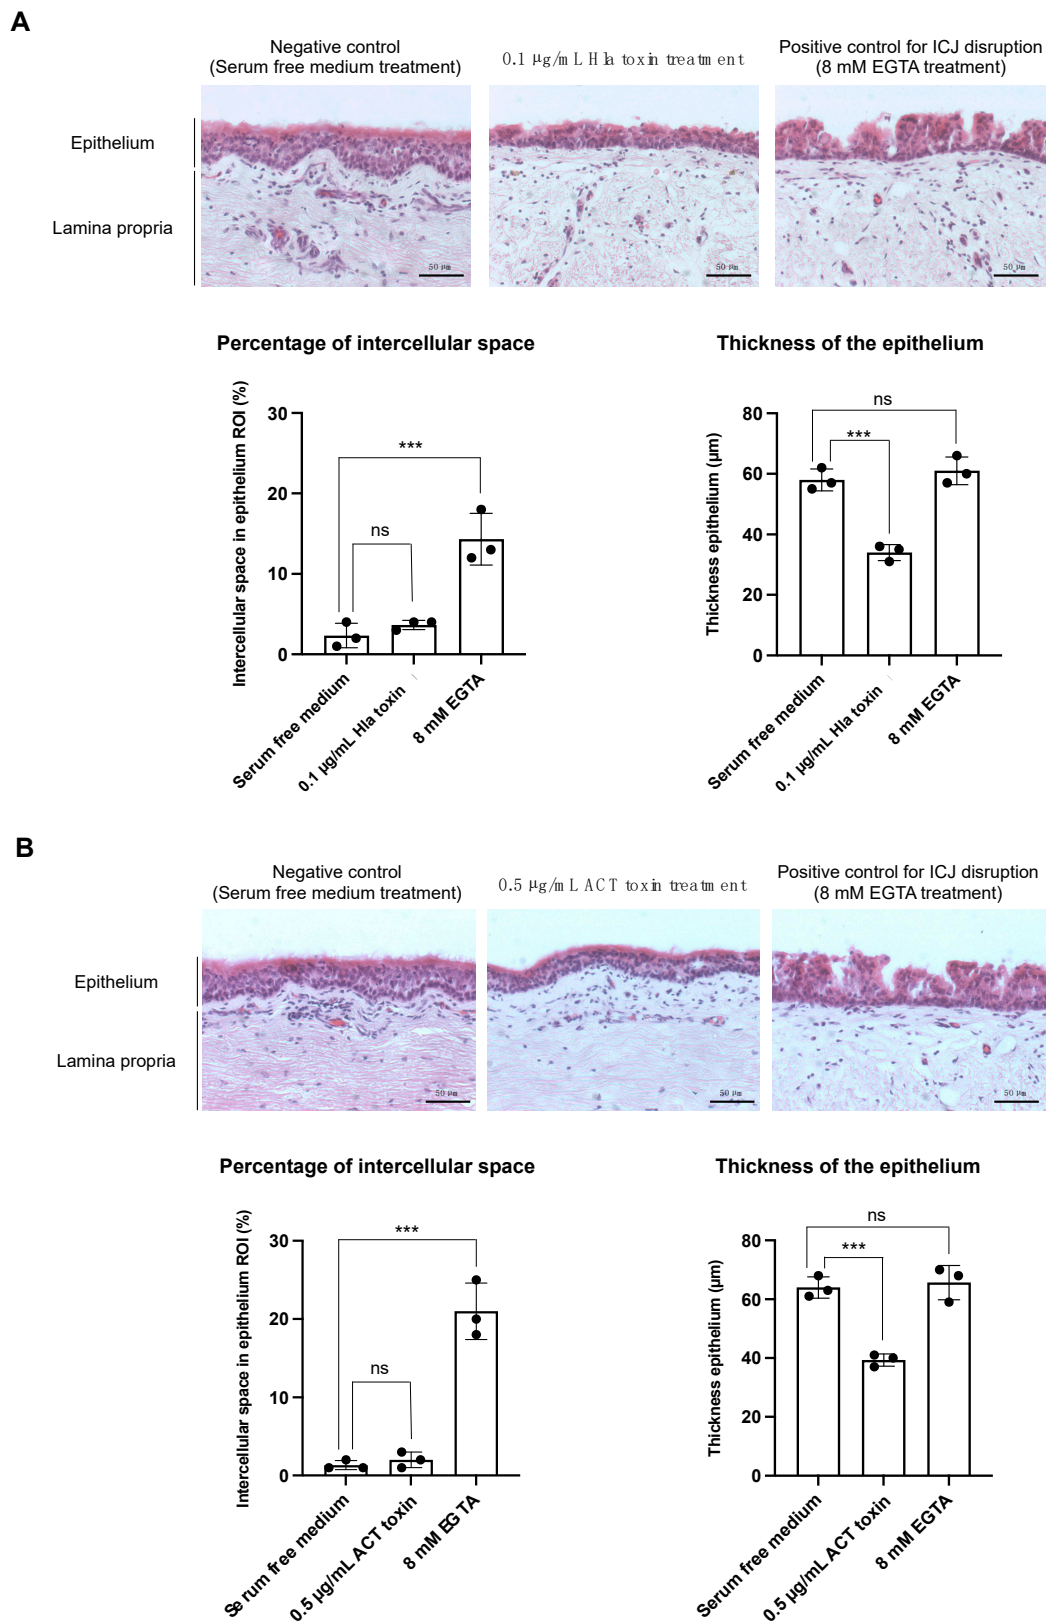 A
Negative control
(Serum free medium treatment)
0.1 µg/mL Hla toxin treatment
Positive control for ICJ disruption
(8 mM EGTA treatment)
Epithelium
Lamina propria
50 µm
50 µm
50 µm
Percentage of intercellular space
Intercellular space in epithelium ROI (%)
30
20
10
0
***
ns
Serum free medium
0.1 µg/mL Hla toxin
8 mM EGTA
Thickness of the epithelium
Thickness epithelium (µm)
80
60
40
20
0
ns
***
Serum free medium
0.1 µg/mL Hla toxin
8 mM EGTA
B
Negative control
(Serum free medium treatment)
0.5 µg/mL ACT toxin treatment
Positive control for ICJ disruption
(8 mM EGTA treatment)
Epithelium
Lamina propria
50 µm
50 µm
50 µm
Percentage of intercellular space
Intercellular space in epithelium ROI (%)
30
20
10
0
***
ns
Serum free medium
0.5 µg/mL ACT toxin
8 mM EGTA
Thickness of the epithelium
Thickness epithelium (µm)
80
60
40
20
0
ns
***
Serum free medium
0.5 µg/mL ACT toxin
8 mM EGTA